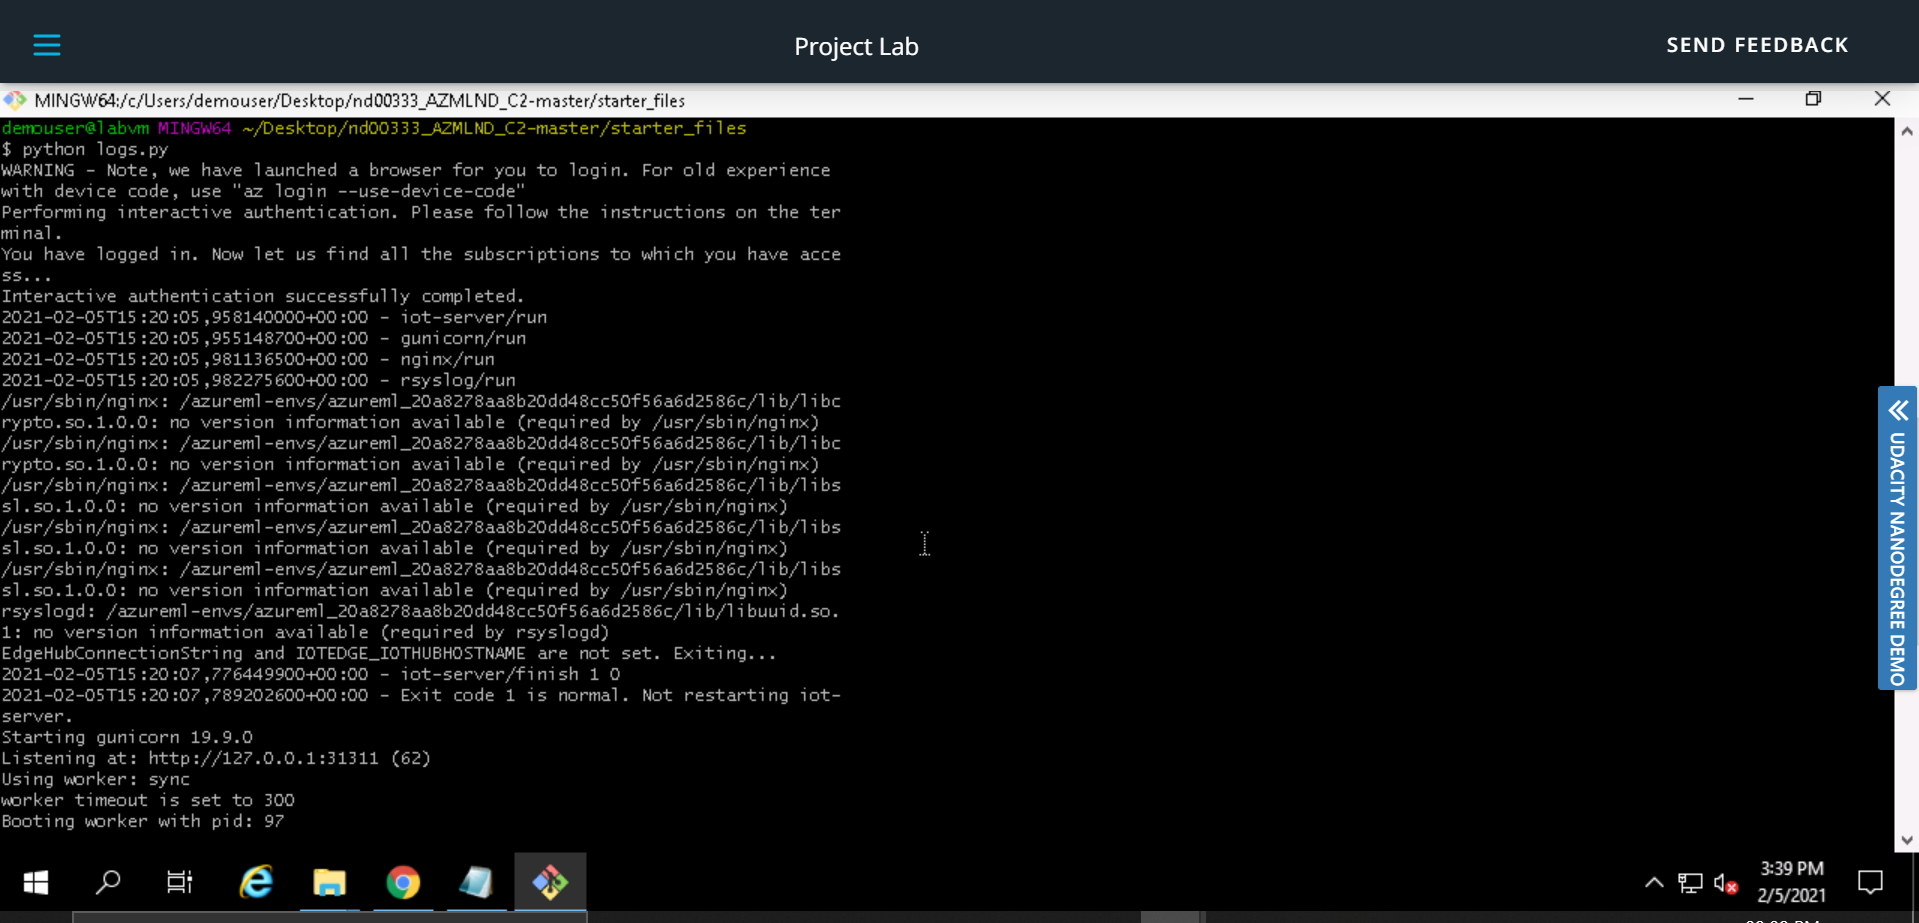 Project Lab
SEND FEEDBACK
MINGW64:/c/Users/demouser/Desktop/nd00333_AZMLND_C2-master/starter_files
demouser@labvm MINGW64 ~/Desktop/nd00333_AZMLND_C2-master/starter_files
$ python logs.py
WARNING - Note, we have launched a browser for you to login. For old experience
with device code, use "az login --use-device-code"
Performing interactive authentication. Please follow the instructions on the ter
minal.
You have logged in. Now let us find all the subscriptions to which you have acce
ss...
Interactive authentication successfully completed.
2021-02-05T15:20:05,958140000+00:00 - iot-server/run
2021-02-05T15:20:05,955148700+00:00 - gunicorn/run
2021-02-05T15:20:05,981136500+00:00 - nginx/run
2021-02-05T15:20:05,982275600+00:00 - rsyslog/run
/usr/sbin/nginx: /azureml-envs/azureml_20a8278aa8b20dd48cc50f56a6d2586c/lib/libc
rypto.so.1.0.0: no version information available (required by /usr/sbin/nginx)
/usr/sbin/nginx: /azureml-envs/azureml_20a8278aa8b20dd48cc50f56a6d2586c/lib/libc
rypto.so.1.0.0: no version information available (required by /usr/sbin/nginx)
/usr/sbin/nginx: /azureml-envs/azureml_20a8278aa8b20dd48cc50f56a6d2586c/lib/libs
sl.so.1.0.0: no version information available (required by /usr/sbin/nginx)
/usr/sbin/nginx: /azureml-envs/azureml_20a8278aa8b20dd48cc50f56a6d2586c/lib/libs
sl.so.1.0.0: no version information available (required by /usr/sbin/nginx)
/usr/sbin/nginx: /azureml-envs/azureml_20a8278aa8b20dd48cc50f56a6d2586c/lib/libs
sl.so.1.0.0: no version information available (required by /usr/sbin/nginx)
rsyslogd: /azureml-envs/azureml_20a8278aa8b20dd48cc50f56a6d2586c/lib/libuuid.so.
1: no version information available (required by rsyslogd)
EdgeHubConnectionString and IOTEDGE_IOTHUBHOSTNAME are not set. Exiting...
2021-02-05T15:20:07,776449900+00:00 - iot-server/finish 1 0
2021-02-05T15:20:07,789202600+00:00 - Exit code 1 is normal. Not restarting iot-
server.
Starting gunicorn 19.9.0
Listening at: http://127.0.0.1:31311 (62)
Using worker: sync
worker timeout is set to 300
Booting worker with pid: 97
UDACITY NANODEGREE DEMO
3:39 PM
2/5/2021